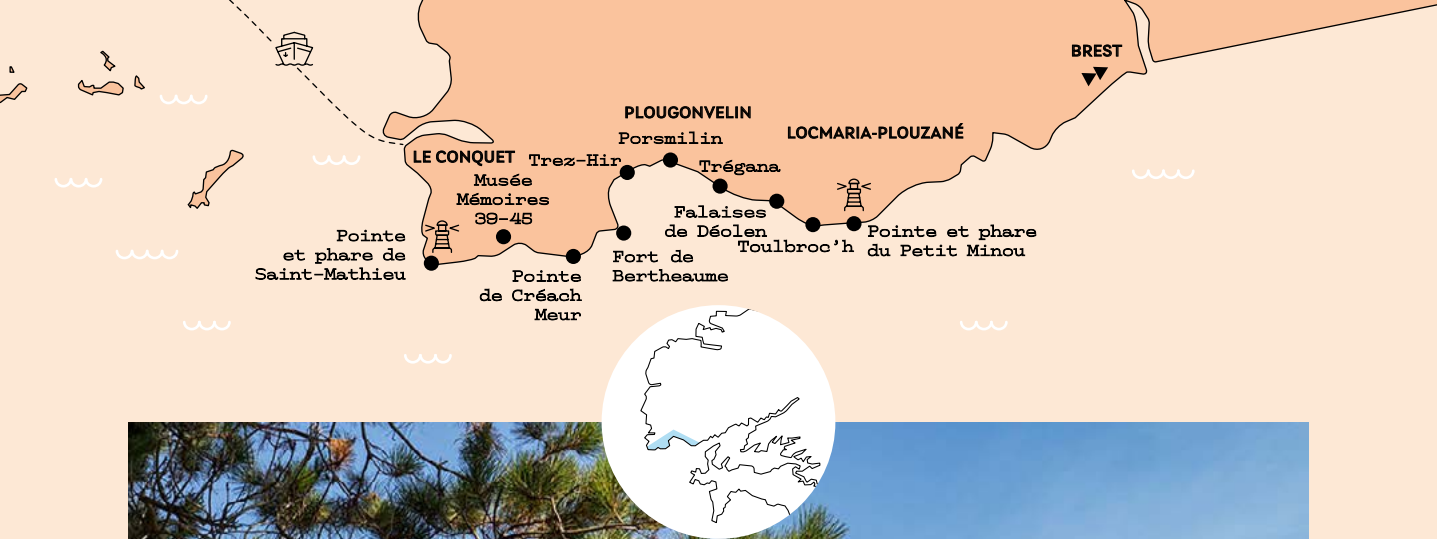 BREST
PLOUGONVELIN
LOCMARIA-PLOUZANÉ
Porsmilin
LE CONQUET
Trez-Hir
Trégana
Musée
Mémoires
39-45
Falaises
de Déolen
Toulbroc'h
Pointe et phare
du Petit Minou
Pointe
et phare de
Saint-Mathieu
Fort de
Bertheaume
Pointe
de Créach
Meur